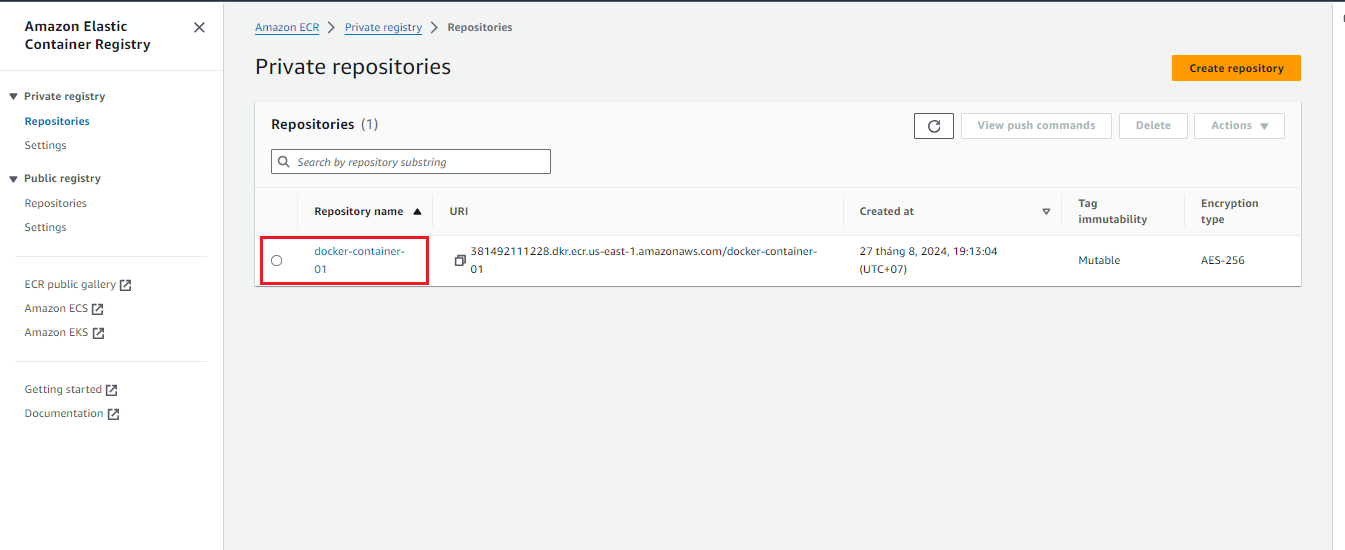 Amazon Elastic
Container Registry
Private registry
Repositories
Settings
Public registry
Repositories
Settings
ECR public gallery
Amazon ECS
Amazon EKS
Getting started
Documentation
Amazon ECR > Private registry > Repositories
Private repositories
Create repository
Repositories (1)
View push commands
Delete
Actions
Search by repository substring
Repository name
URI
Created at
Tag
immutability
Encryption
type
docker-container-
01
381492111228.dkr.ecr.us-east-1.amazonaws.com/docker-container-
01
27 tháng 8, 2024, 19:13:04
(UTC+07)
Mutable
AES-256